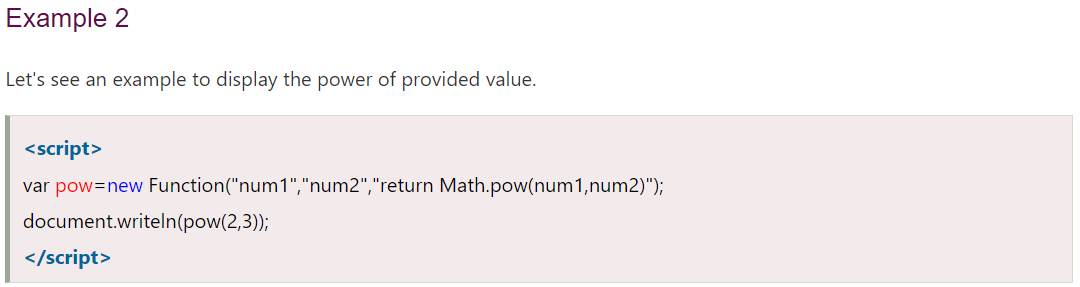 Example 2
Let's see an example to display the power of provided value.
<script>
var pow=new Function("num1","num2","return Math.pow(num1,num2)");
document.writeln(pow(2,3));
</script>